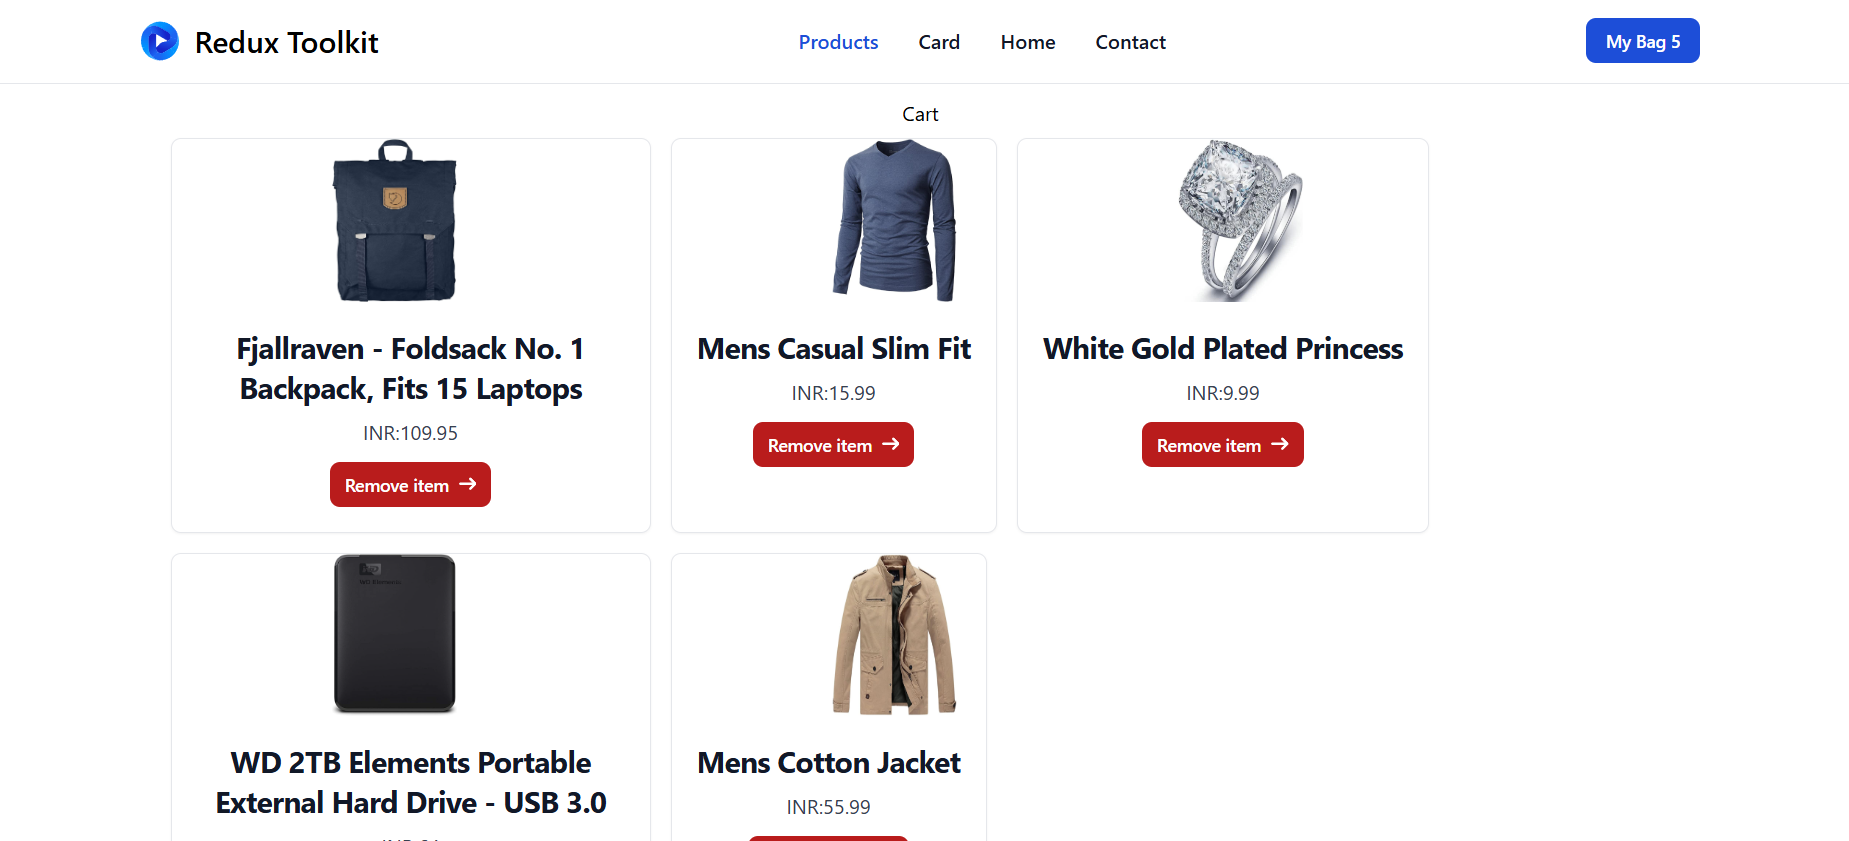 Redux Toolkit
Products
Card
Home
Contact
My Bag 5
Cart
Fjallraven - Foldsack No. 1
Backpack, Fits 15 Laptops
INR:109.95
Remove item
Mens Casual Slim Fit
INR:15.99
Remove item
White Gold Plated Princess
INR:9.99
Remove item
WD Elements
WD 2TB Elements Portable
External Hard Drive - USB 3.0
Mens Cotton Jacket
INR:55.99